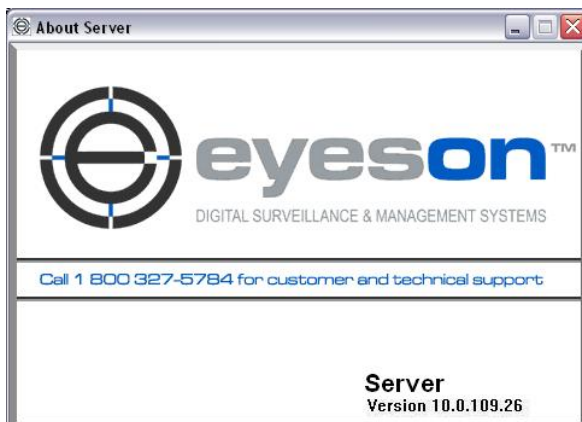 About Server
eyeson™
DIGITAL SURVEILLANCE & MANAGEMENT SYSTEMS
Call 1 800 327-5784 for customer and technical support
Server
Version 10.0.109.26